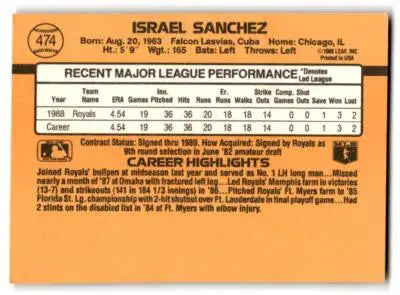 474
ISRAEL SANCHEZ
Born: Aug. 20, 1963 Falcon Lasvias, Cuba Home: Chicago, IL
Ht.: 5' 9" Wgt.: 165 Bats: Left Throws: Left
©1988 LEAF, INC.
Printed in USA
RECENT MAJOR LEAGUE PERFORMANCE *Denotes Led League
Year Team Name ERA Games Inn. Pitched Hits Runs Er. Runs Walks Strike Outs Comp. Games Shut Outs Save Won Lost
1988 Royals 4.54 19 36 36 20 18 18 14 0 0 1 3 2
Career 4.54 19 36 36 20 18 18 14 0 0 1 3 2
Contract Status: Signed thru 1989. How Acquired: Signed by Royals as
9th round selection in June '82 amateur draft
CAREER HIGHLIGHTS
Joined Royals' bullpen at midseason last year and served as No. 1 LH long man...Missed
nearly a month of '87 at Omaha with fractured left leg...Led Royals' Memphis farm in victories
(13-7) and strikeouts (141 in 184 1/3 innings) in '86...Pitched Royals' Ft. Myers farm to '85
Florida St. Lg. championship with 2-hit shutout over Ft. Lauderdale in final playoff game...Had
2 stints on the disabled list in '84 at Ft. Myers with elbow injury.